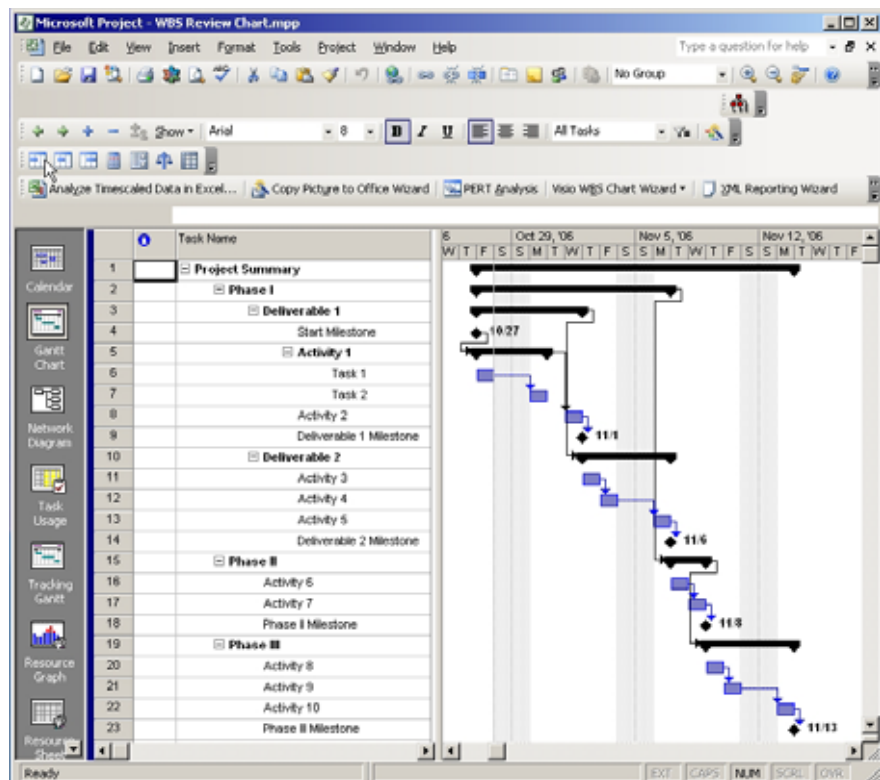 Microsoft Project - WBS Review Chart.mpp
File Edit View Insert Format Tools Project Window Help Type a question for help
No Group
Show Arial 8 B I U All Tasks
Analyze Timescaled Data in Excel... Copy Picture to Office Wizard PERT Analysis Visio WBS Chart Wizard XML Reporting Wizard
Task Name 6 Oct 29, '06 Nov 5, '06 Nov 12, '06
W T F S S M T W T F S S M T W T F S S M T W T F
Calendar
Gantt
Chart
Network
Diagram
Task
Usage
Tracking
Gantt
Resource
Graph
Resource
Sheet
1 Project Summary
2 Phase I
3 Deliverable 1
4 Start Milestone 10/27
5 Activity 1
6 Task 1
7 Task 2
8 Activity 2
9 Deliverable 1 Milestone 11/1
10 Deliverable 2
11 Activity 3
12 Activity 4
13 Activity 5
14 Deliverable 2 Milestone 11/6
15 Phase II
16 Activity 6
17 Activity 7
18 Phase II Milestone 11/8
19 Phase III
20 Activity 8
21 Activity 9
22 Activity 10
23 Phase III Milestone 11/13
Ready EXT CAPS NUM SCRL OVR